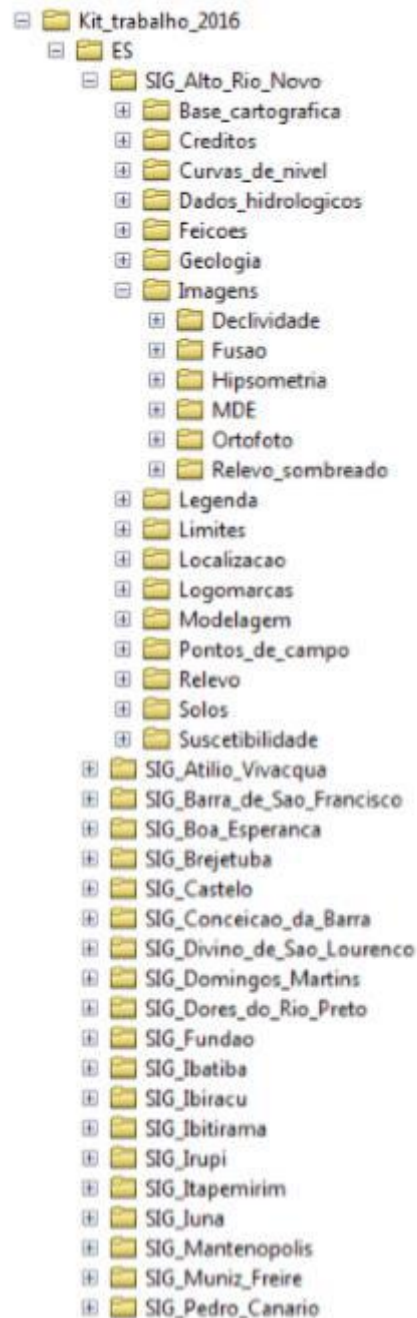 Kit_trabalho_2016
ES
SIG_Alto_Rio_Novo
Base_cartografica
Creditos
Curvas_de_nivel
Dados_hidrologicos
Feicoes
Geologia
Imagens
Declividade
Fusao
Hipsometria
MDE
Ortofoto
Relevo_sombreado
Legenda
Limites
Localizacao
Logomarcas
Modelagem
Pontos_de_campo
Relevo
Solos
Suscetibilidade
SIG_Atilio_Vivacqua
SIG_Barra_de_Sao_Francisco
SIG_Boa_Esperanca
SIG_Brejetuba
SIG_Castelo
SIG_Conceicao_da_Barra
SIG_Divino_de_Sao_Lourenco
SIG_Domingos_Martins
SIG_Dores_do_Rio_Preto
SIG_Fundao
SIG_Ibatiba
SIG_Ibiracu
SIG_Ibitirama
SIG_Irupi
SIG_Itapemirim
SIG_Iuna
SIG_Mantenopolis
SIG_Muniz_Freire
SIG_Pedro_Canario